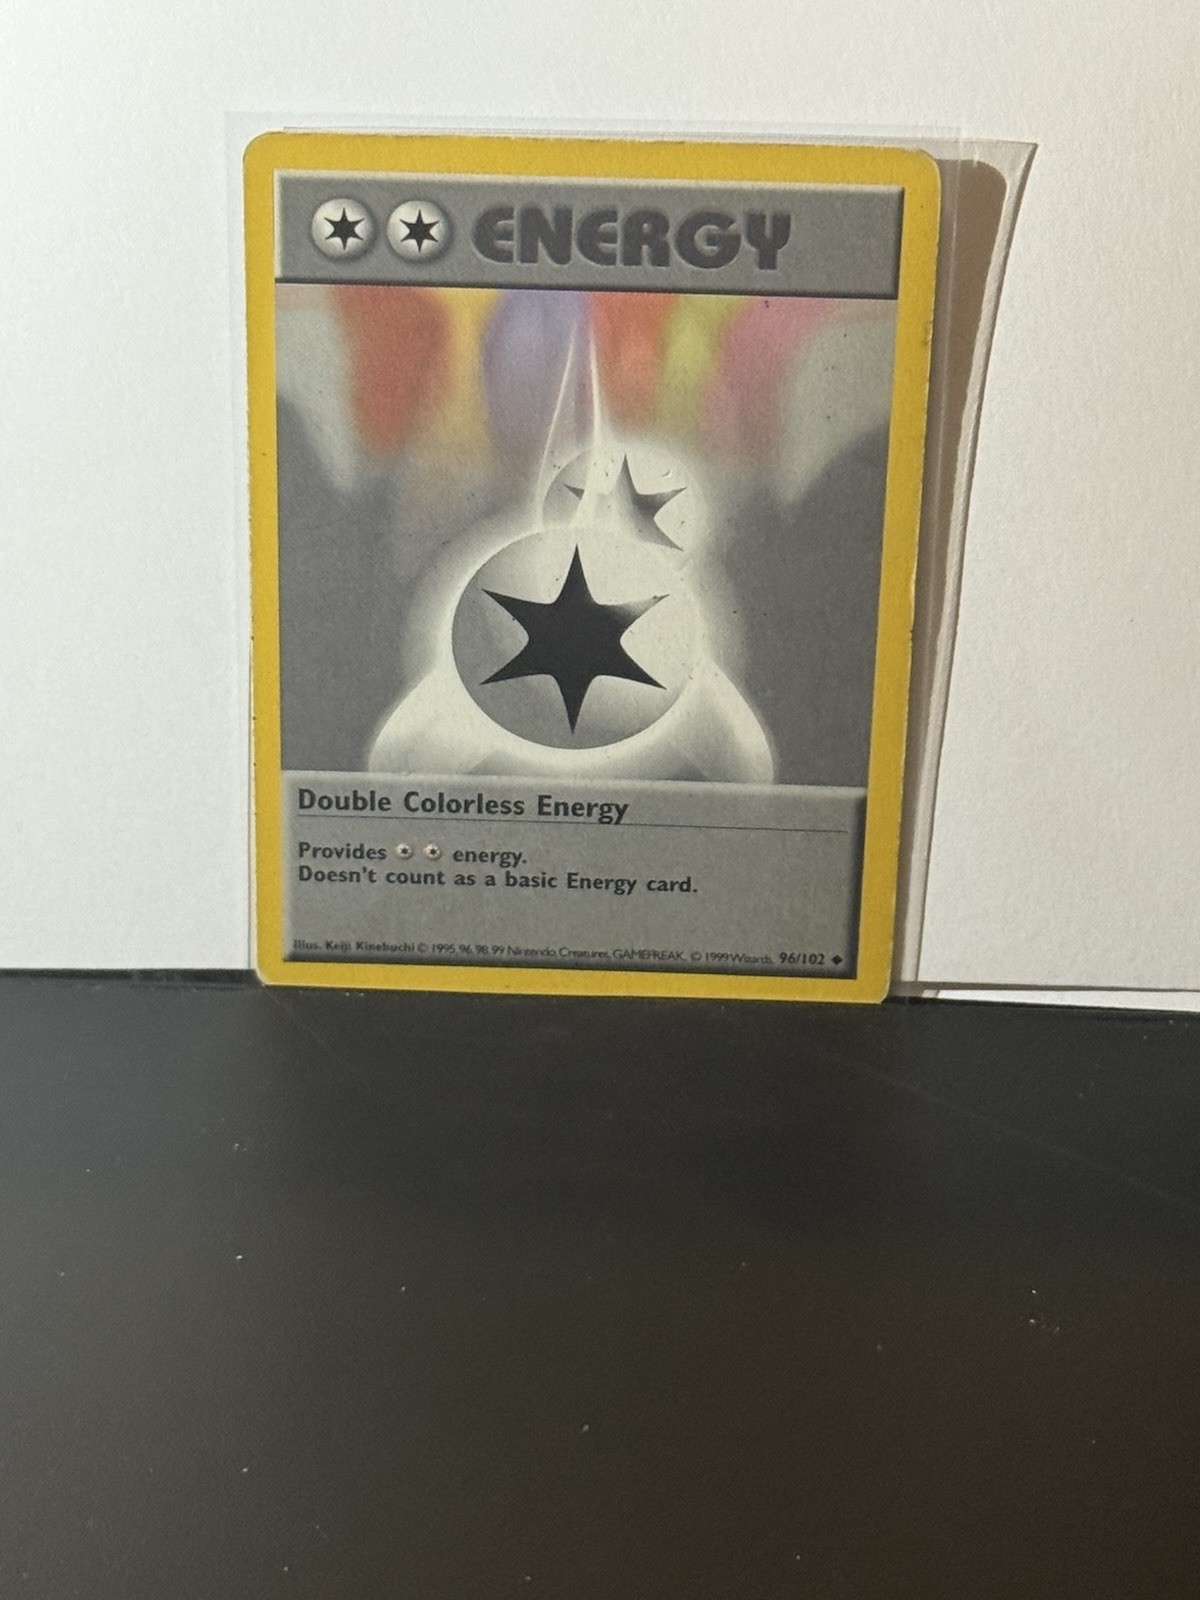 ENERGY
Double Colorless Energy
Provides energy.
Doesn't count as a basic Energy card.
Illus. Keiji Kinebuchi © 1995, 96, 98, 99 Nintendo, Creatures, GAMEFREAK. © 1999 Wizards. 96/102